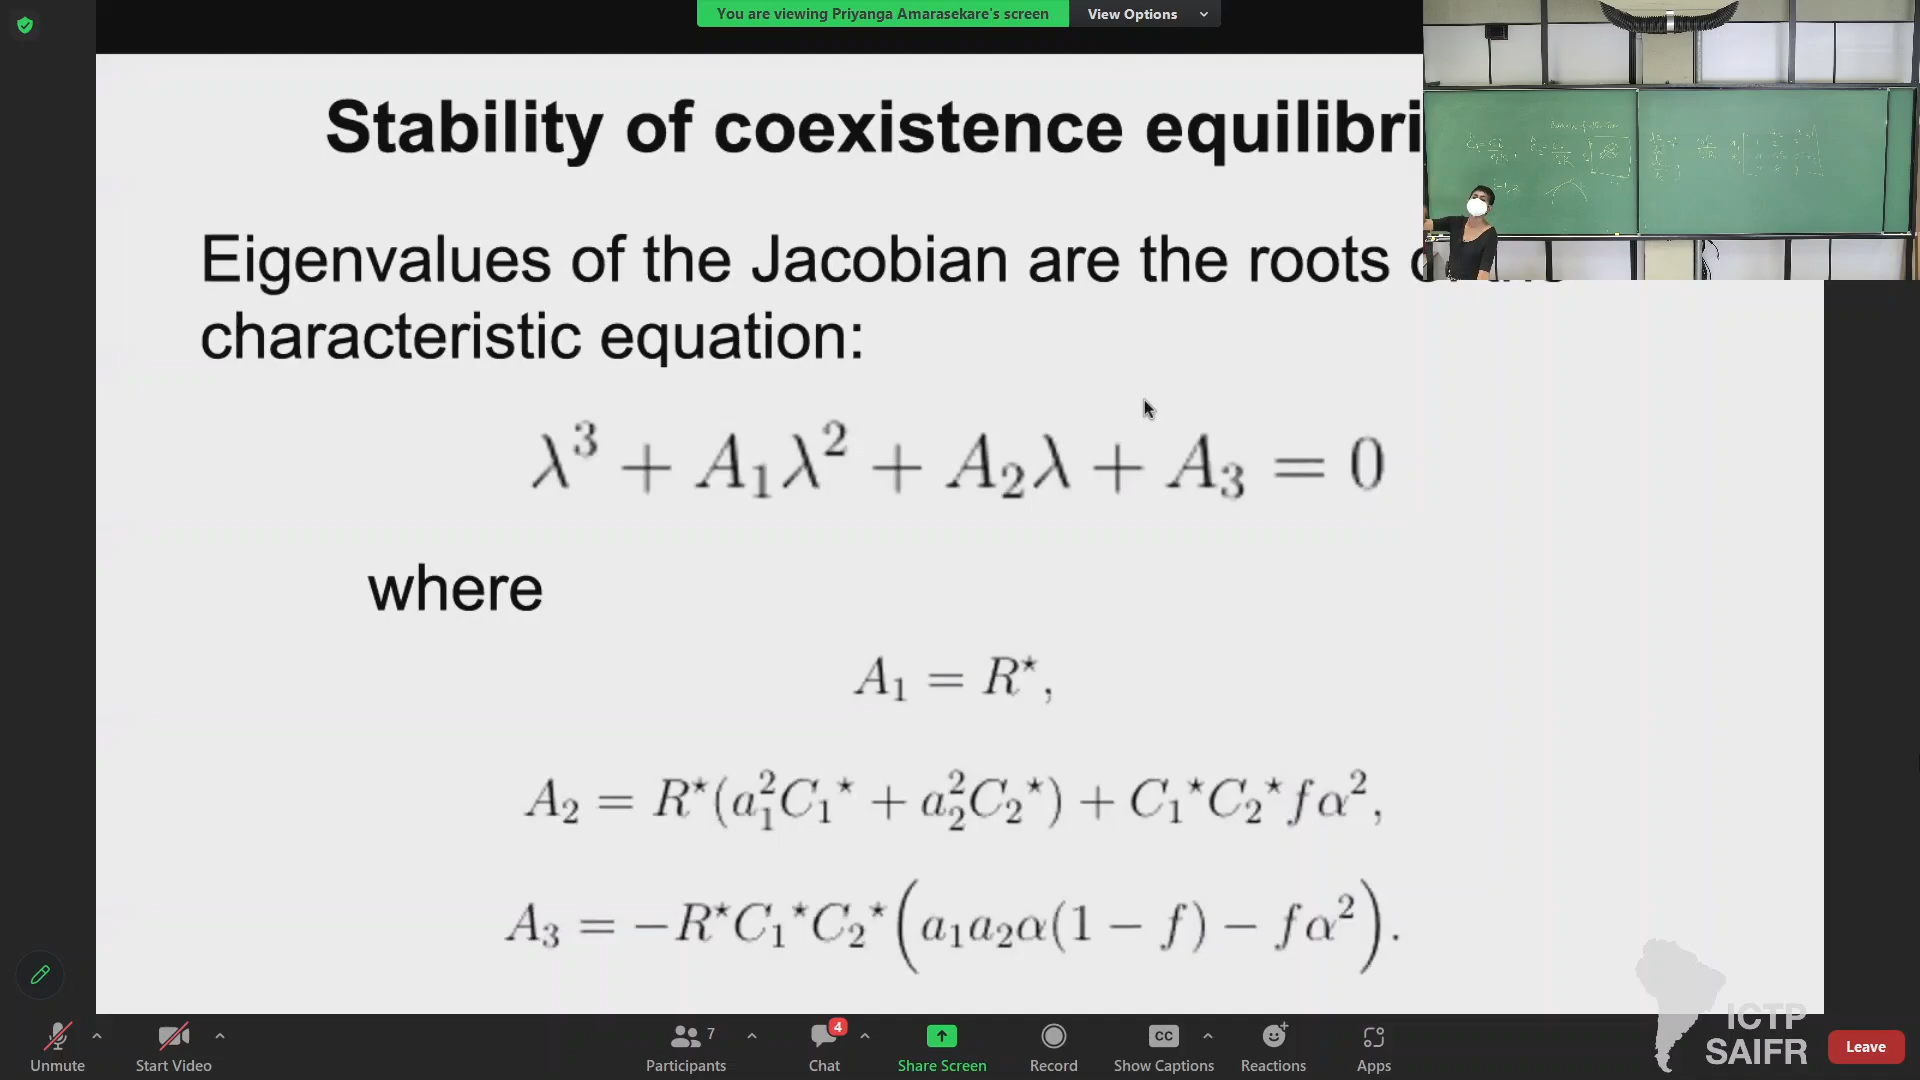 You are viewing Priyanga Amarasekare's screen
View Options
Stability of coexistence equilibri
Eigenvalues of the Jacobian are the roots
characteristic equation:
λ³ + A₁λ² + A₂λ + A₃ = 0
where
A₁ = R*,
A₂ = R*(a₁²C₁* + a₂²C₂*) + C₁*C₂*fα²,
A₃ = −R*C₁*C₂*(a₁a₂α(1 − f) − fα²).
ICTP
SAIFR
Unmute
Start Video
7
Participants
4
Chat
Share Screen
Record
CC
Show Captions
Reactions
Apps
Leave